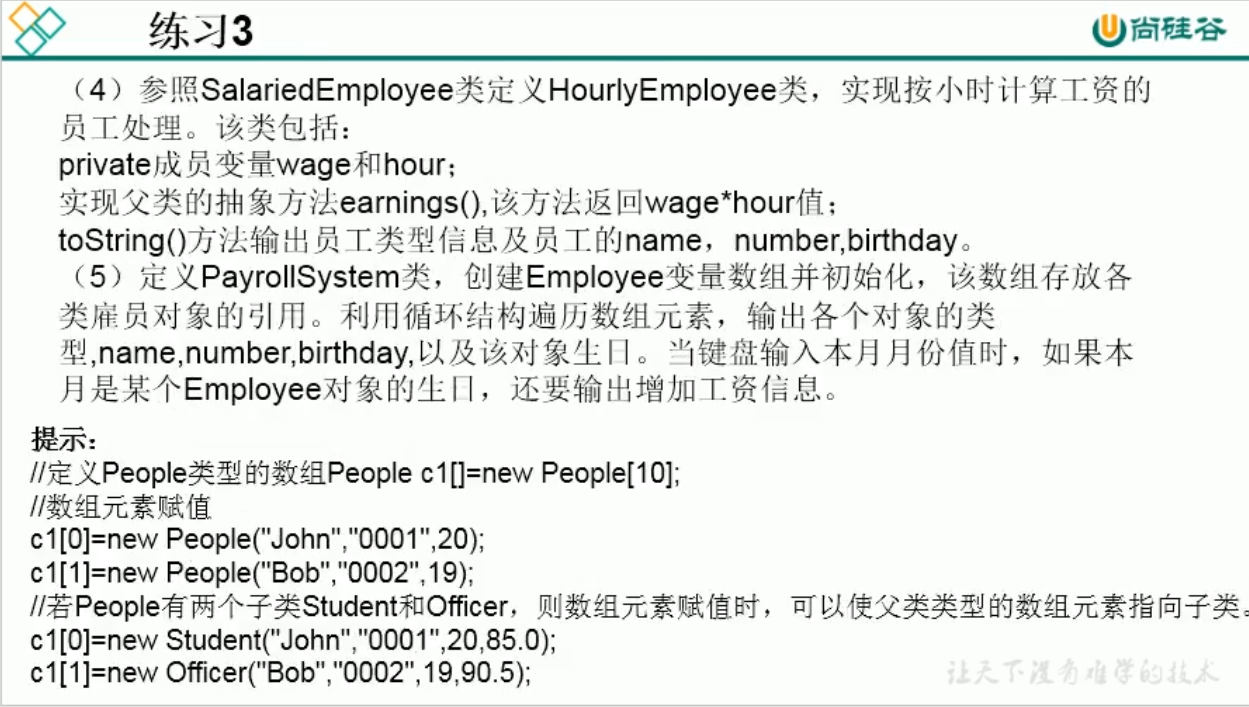 练习3
尚硅谷
（4）参照SalariedEmployee类定义HourlyEmployee类，实现按小时计算工资的
员工处理。该类包括：
private成员变量wage和hour；
实现父类的抽象方法earnings(),该方法返回wage*hour值；
toString()方法输出员工类型信息及员工的name，number,birthday。
（5）定义PayrollSystem类，创建Employee变量数组并初始化，该数组存放各
类雇员对象的引用。利用循环结构遍历数组元素，输出各个对象的类
型,name,number,birthday,以及该对象生日。当键盘输入本月月份值时，如果本
月是某个Employee对象的生日，还要输出增加工资信息。
提示：
//定义People类型的数组People c1[]=new People[10];
//数组元素赋值
c1[0]=new People("John","0001",20);
c1[1]=new People("Bob","0002",19);
//若People有两个子类Student和Officer，则数组元素赋值时，可以使父类类型的数组元素指向子类。
c1[0]=new Student("John","0001",20,85.0);
c1[1]=new Officer("Bob","0002",19,90.5);
让天下没有难学的技术